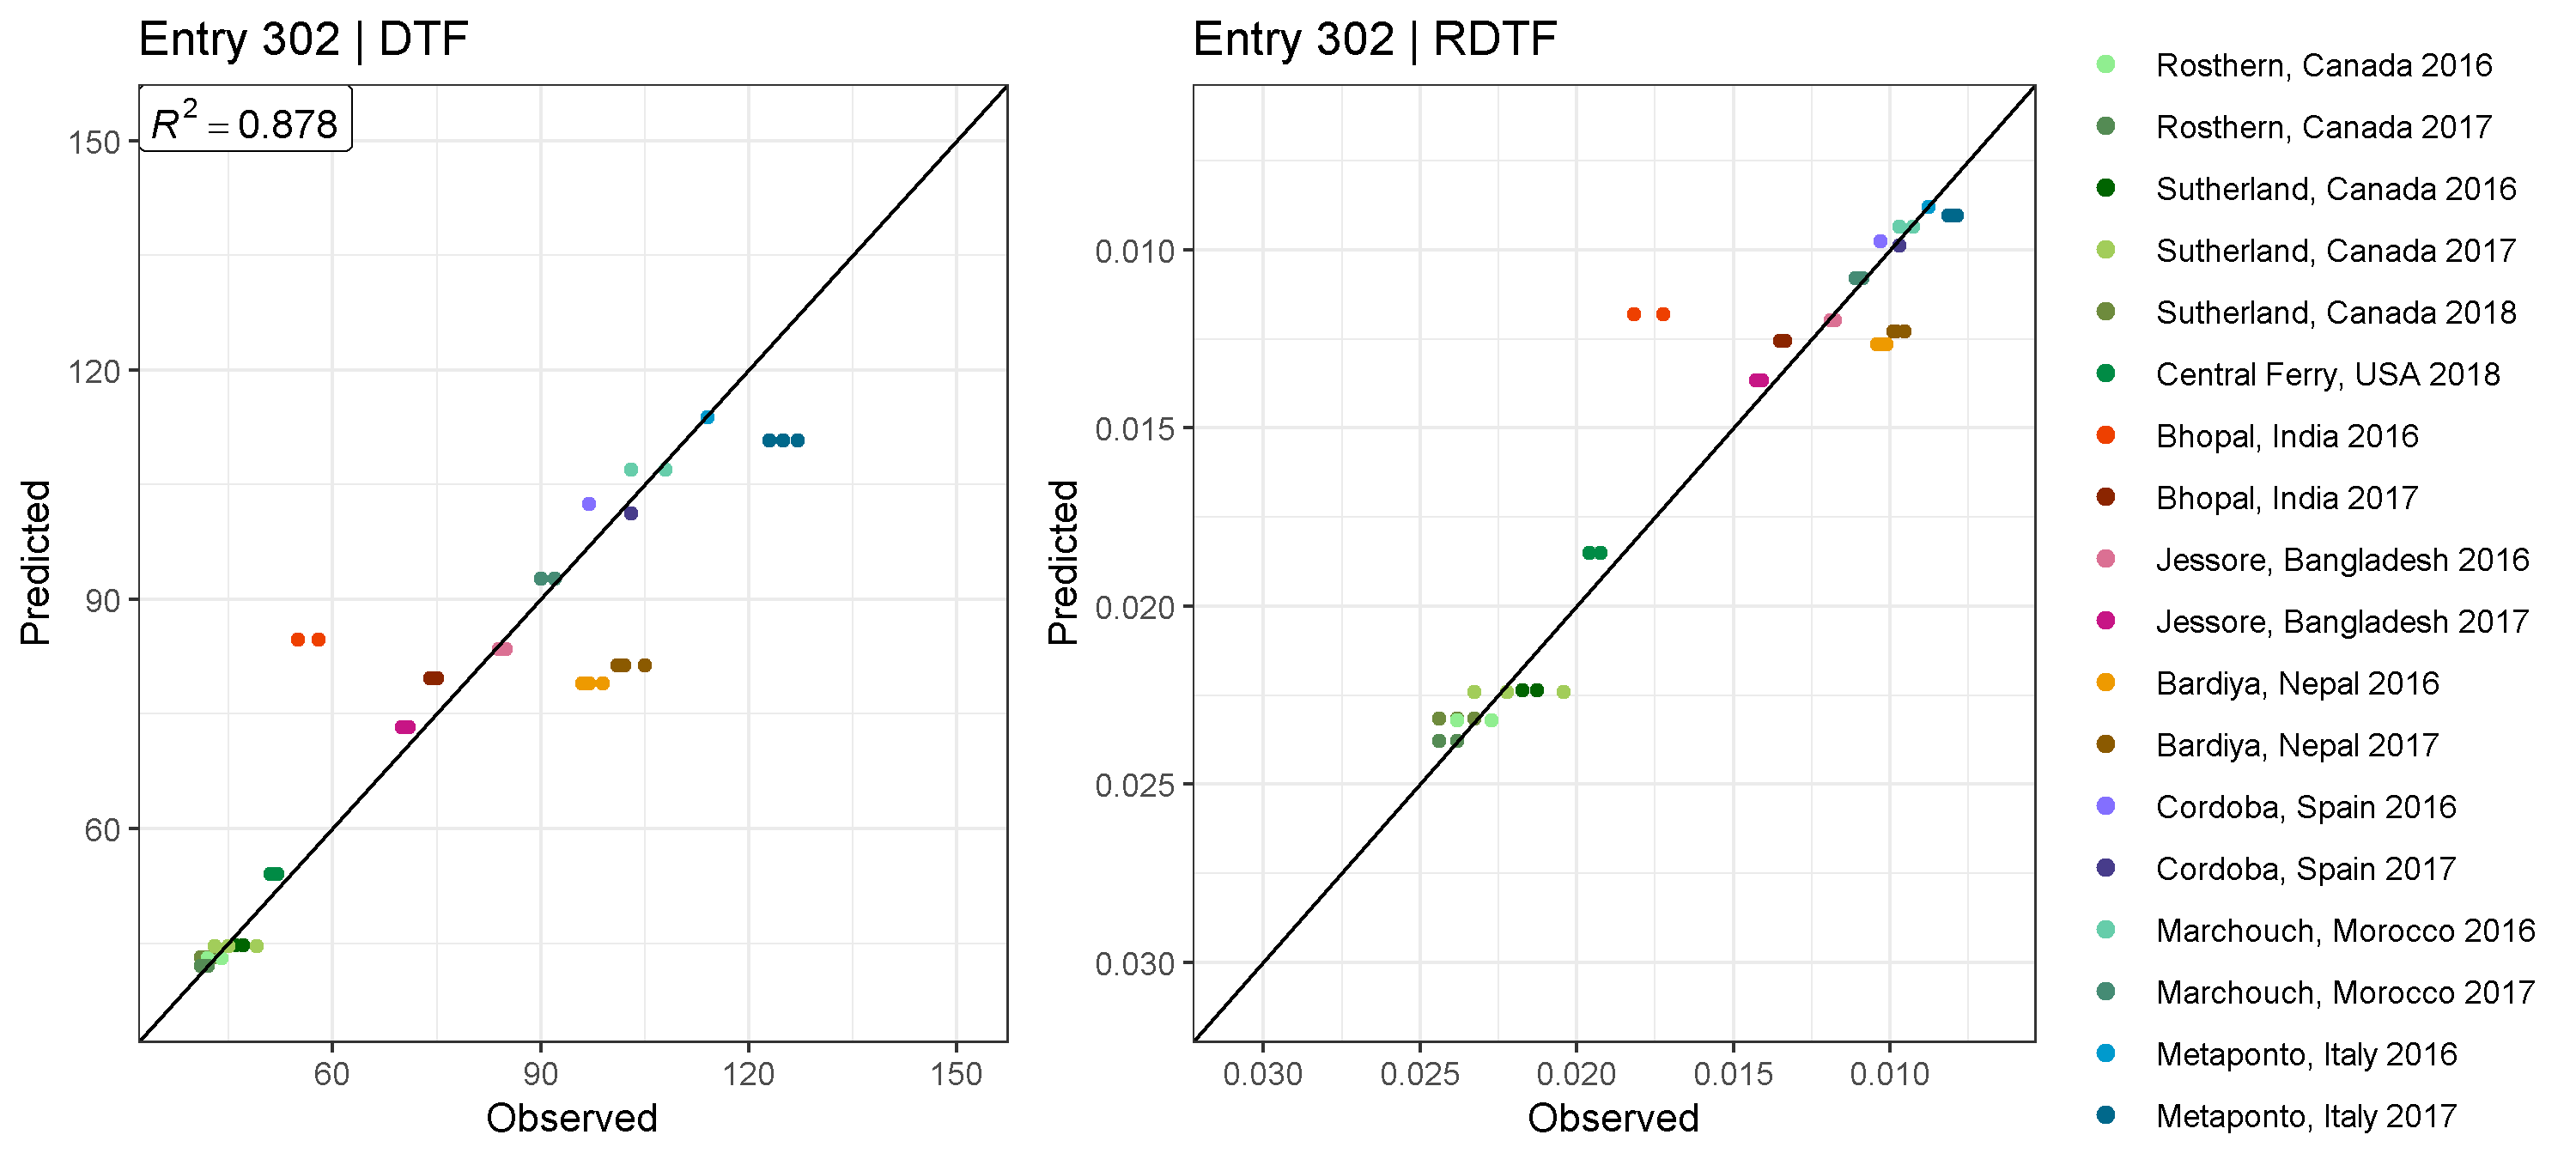 Entry 302 | DTF
R² = 0.878
150
120
90
60
Predicted
60 90 120 150
Observed
Entry 302 | RDTF
0.010
0.015
0.020
0.025
0.030
Predicted
0.030 0.025 0.020 0.015 0.010
Observed
Rosthern, Canada 2016
Rosthern, Canada 2017
Sutherland, Canada 2016
Sutherland, Canada 2017
Sutherland, Canada 2018
Central Ferry, USA 2018
Bhopal, India 2016
Bhopal, India 2017
Jessore, Bangladesh 2016
Jessore, Bangladesh 2017
Bardiya, Nepal 2016
Bardiya, Nepal 2017
Cordoba, Spain 2016
Cordoba, Spain 2017
Marchouch, Morocco 2016
Marchouch, Morocco 2017
Metaponto, Italy 2016
Metaponto, Italy 2017